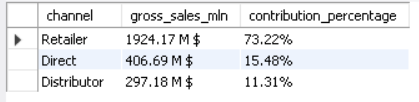 channel gross_sales_mln contribution_percentage
Retailer 1924.17 M $ 73.22%
Direct 406.69 M $ 15.48%
Distributor 297.18 M $ 11.31%